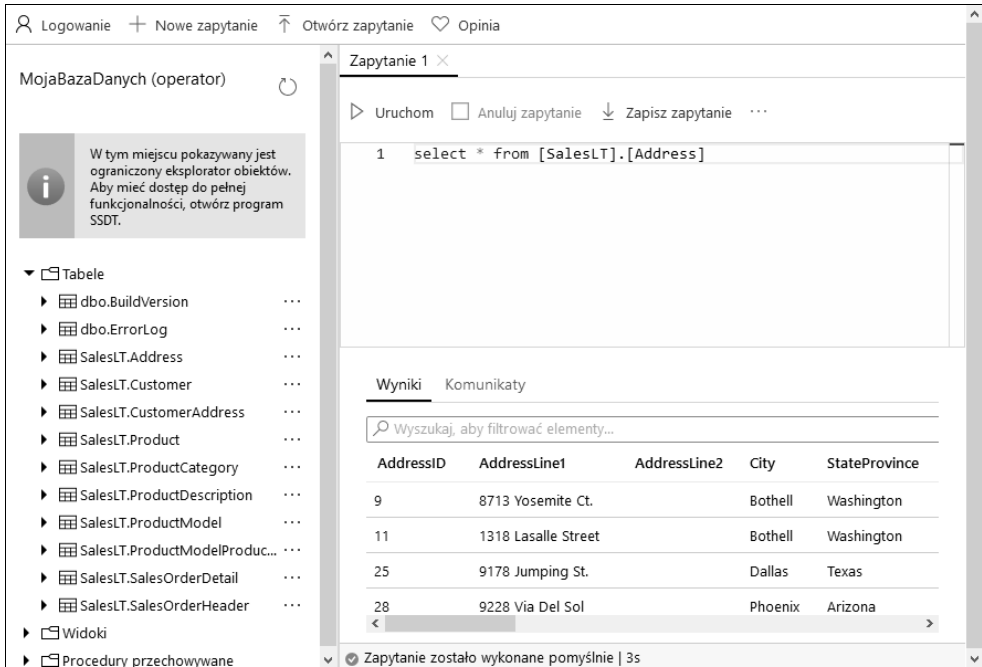 Logowanie Nowe zapytanie Otwórz zapytanie Opinia
MojaBazaDanych (operator)
W tym miejscu pokazywany jest
ograniczony eksplorator obiektów.
Aby mieć dostęp do pełnej
funkcjonalności, otwórz program
SSDT.
Tabele
dbo.BuildVersion ...
dbo.ErrorLog ...
SalesLT.Address ...
SalesLT.Customer ...
SalesLT.CustomerAddress ...
SalesLT.Product ...
SalesLT.ProductCategory ...
SalesLT.ProductDescription ...
SalesLT.ProductModel ...
SalesLT.ProductModelProduc... ...
SalesLT.SalesOrderDetail ...
SalesLT.SalesOrderHeader ...
Widoki
Procedury przechowywane
Zapytanie 1
Uruchom Anuluj zapytanie Zapisz zapytanie ...
1 select * from [SalesLT].[Address]
Wyniki Komunikaty
Wyszukaj, aby filtrować elementy...
AddressID AddressLine1 AddressLine2 City StateProvince
9 8713 Yosemite Ct. Bothell Washington
11 1318 Lasalle Street Bothell Washington
25 9178 Jumping St. Dallas Texas
28 9228 Via Del Sol Phoenix Arizona
Zapytanie zostało wykonane pomyślnie | 3s